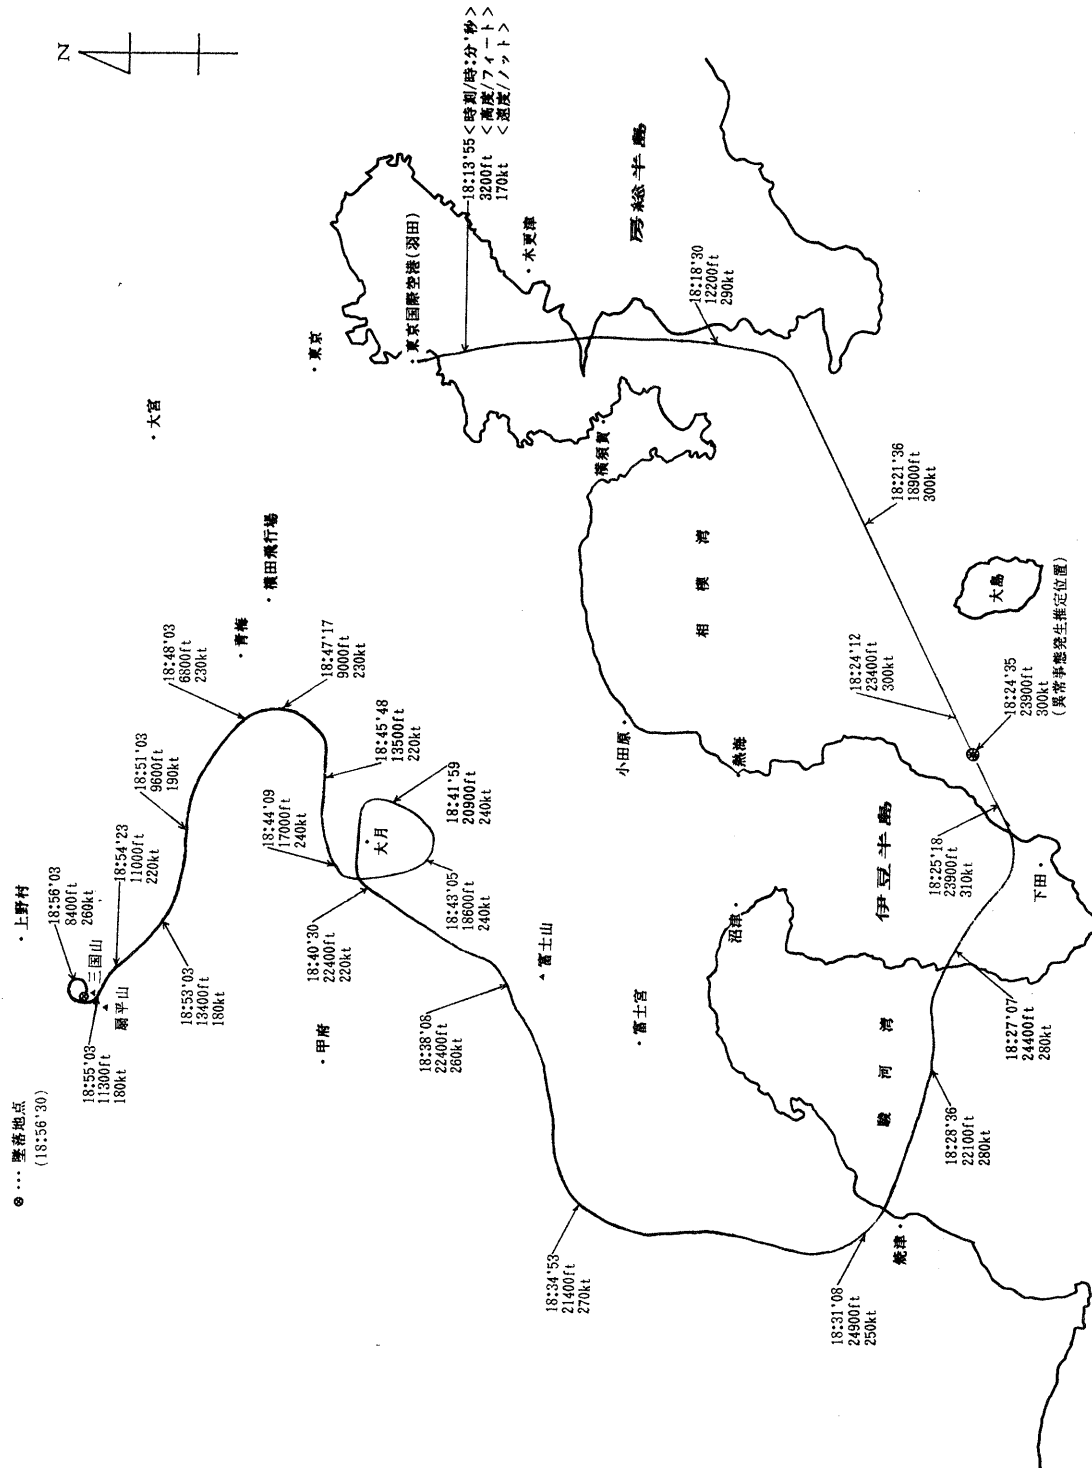 N
⊗ … 墜落地点
(18:56'30)
・上野村
18:56'03
8400ft
260kt
三国山
扇平山
18:55'03
11300ft
180kt
18:54'23
11000ft
220kt
18:53'03
13400ft
180kt
18:51'03
9600ft
190kt
18:48'03
6800ft
230kt
・青梅
・横田飛行場
・大宮
・東京
・東京国際空港(羽田)
18:13'55<時刻/時:分'秒>
3200ft <高度/フィート>
170kt <速度/ノット>
・木更津
房総半島
18:18'30
12200ft
290kt
横須賀・
相模湾
18:21'36
18900ft
300kt
大島
18:24'12
23400ft
300kt
18:24'35
23900ft
300kt
(異常事態発生推定位置)
小田原・
熱海
伊豆半島
18:25'18
23900ft
310kt
下田・
18:27'07
24400ft
280kt
沼津・
駿河湾
18:28'36
22100ft
280kt
焼津・
18:31'08
24900ft
250kt
18:34'53
21400ft
270kt
・富士宮
▲富士山
18:38'08
22400ft
260kt
・甲府
18:40'30
22400ft
220kt
18:43'05
18600ft
240kt
18:41'59
20900ft
240kt
・大月
18:44'09
17000ft
240kt
18:45'48
13500ft
220kt
18:47'17
9000ft
230kt